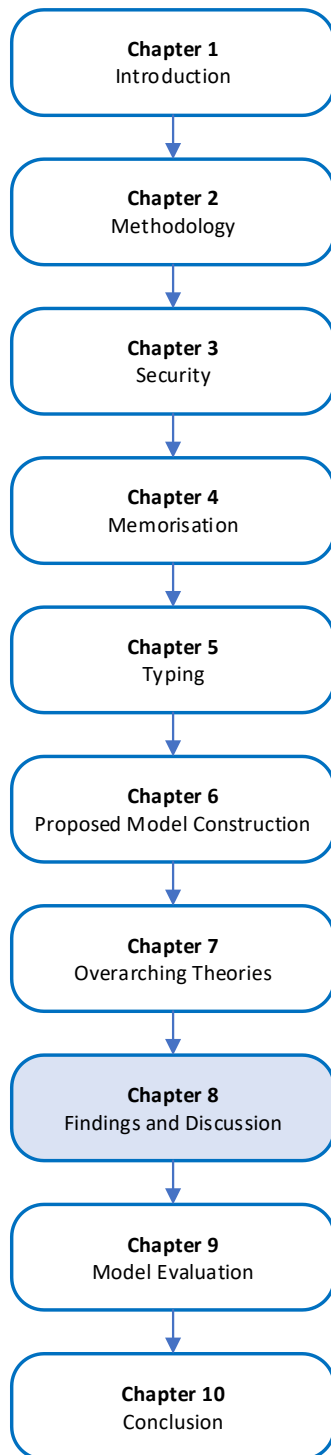 Chapter 1
Introduction
Chapter 2
Methodology
Chapter 3
Security
Chapter 4
Memorisation
Chapter 5
Typing
Chapter 6
Proposed Model Construction
Chapter 7
Overarching Theories
Chapter 8
Findings and Discussion
Chapter 9
Model Evaluation
Chapter 10
Conclusion